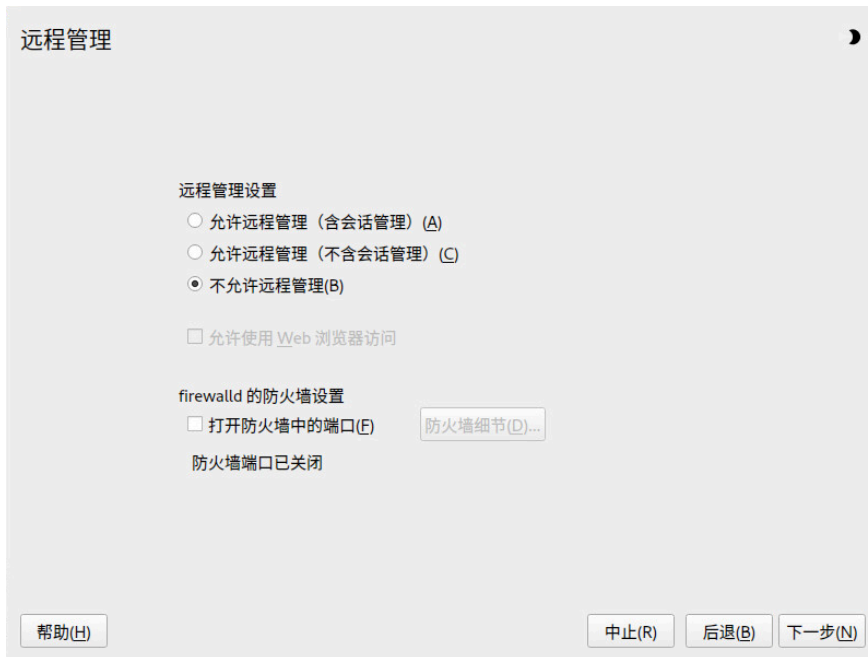 远程管理
远程管理设置
允许远程管理（含会话管理）(A)
允许远程管理（不含会话管理）(C)
不允许远程管理(B)
允许使用 Web 浏览器访问
firewalld 的防火墙设置
打开防火墙中的端口(F)
防火墙细节(D)...
防火墙端口已关闭
帮助(H)
中止(R)
后退(B)
下一步(N)